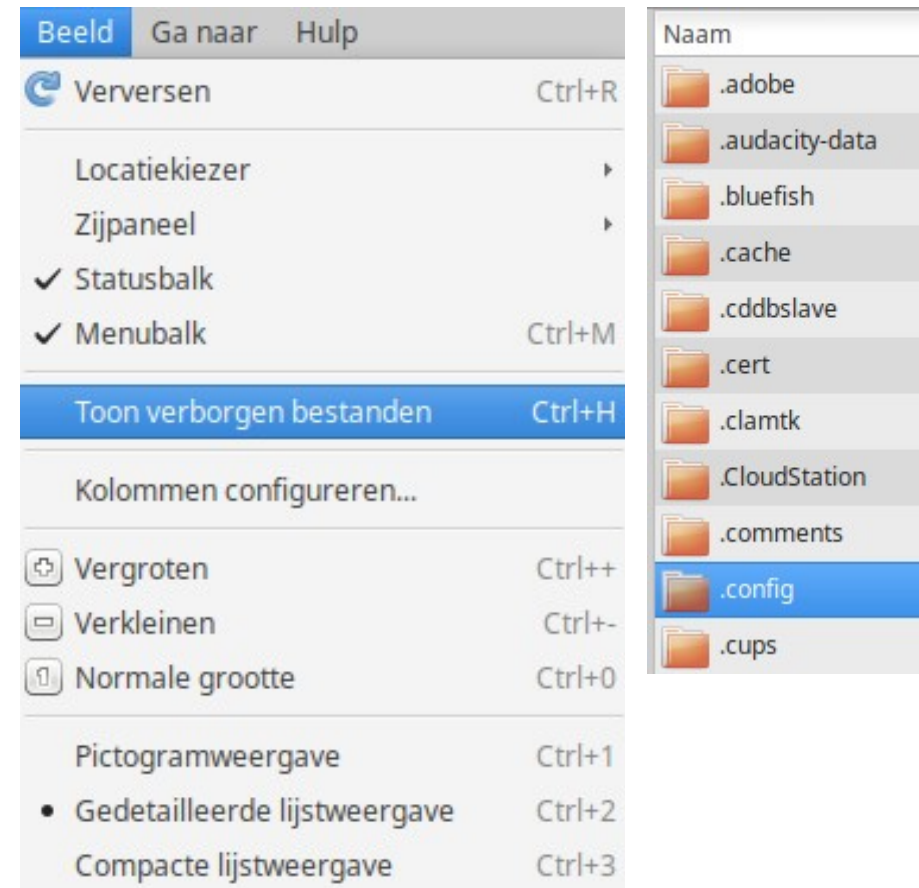 Beeld Ga naar Hulp
Verversen Ctrl+R
Locatiekiezer
Zijpaneel
Statusbalk
Menubalk Ctrl+M
Toon verborgen bestanden Ctrl+H
Kolommen configureren...
Vergroten Ctrl++
Verkleinen Ctrl+-
Normale grootte Ctrl+0
Pictogramweergave Ctrl+1
Gedetailleerde lijstweergave Ctrl+2
Compacte lijstweergave Ctrl+3
Naam
.adobe
.audacity-data
.bluefish
.cache
.cddbslave
.cert
.clamtk
.CloudStation
.comments
.config
.cups